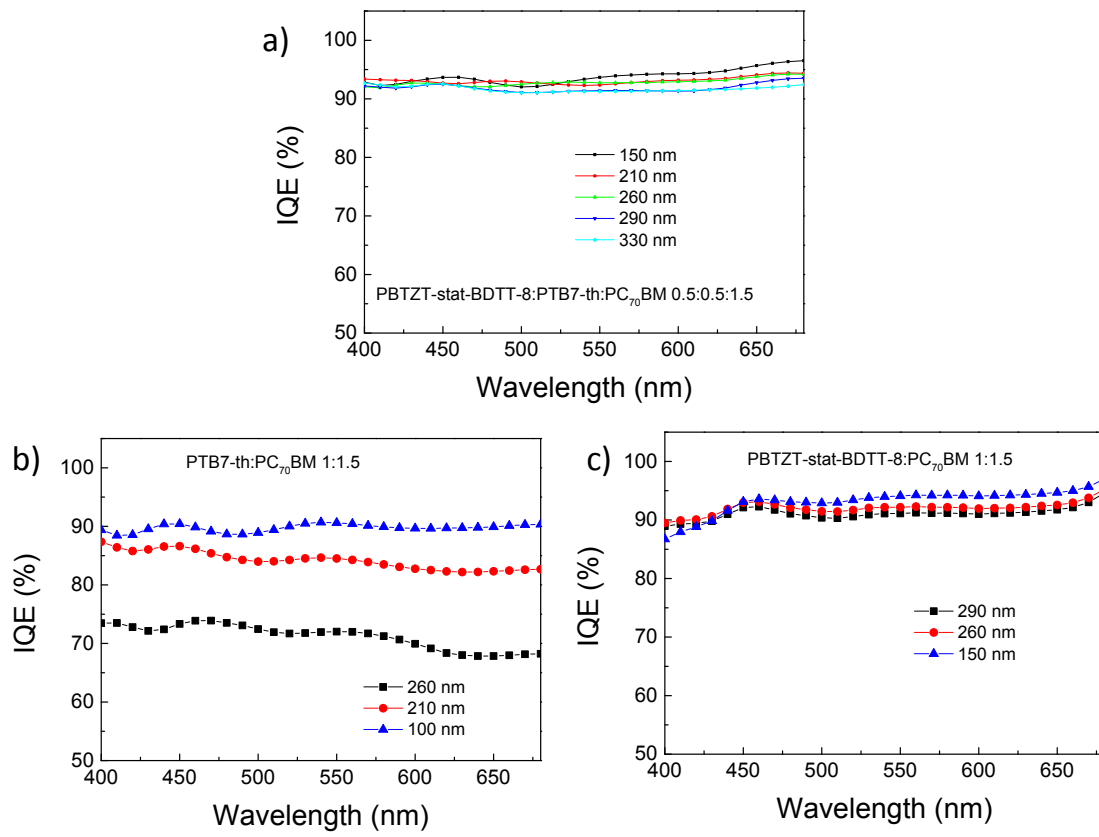 a)
100
90
80
70
60
50
IQE (%)
150 nm
210 nm
260 nm
290 nm
330 nm
PBTZT-stat-BDTT-8:PTB7-th:PC70BM 0.5:0.5:1.5
400 450 500 550 600 650
Wavelength (nm)
b)
100
90
80
70
60
50
IQE (%)
PTB7-th:PC70BM 1:1.5
260 nm
210 nm
100 nm
400 450 500 550 600 650
Wavelength (nm)
c)
100
90
80
70
60
50
IQE (%)
PBTZT-stat-BDTT-8:PC70BM 1:1.5
290 nm
260 nm
150 nm
400 450 500 550 600 650
Wavelength (nm)